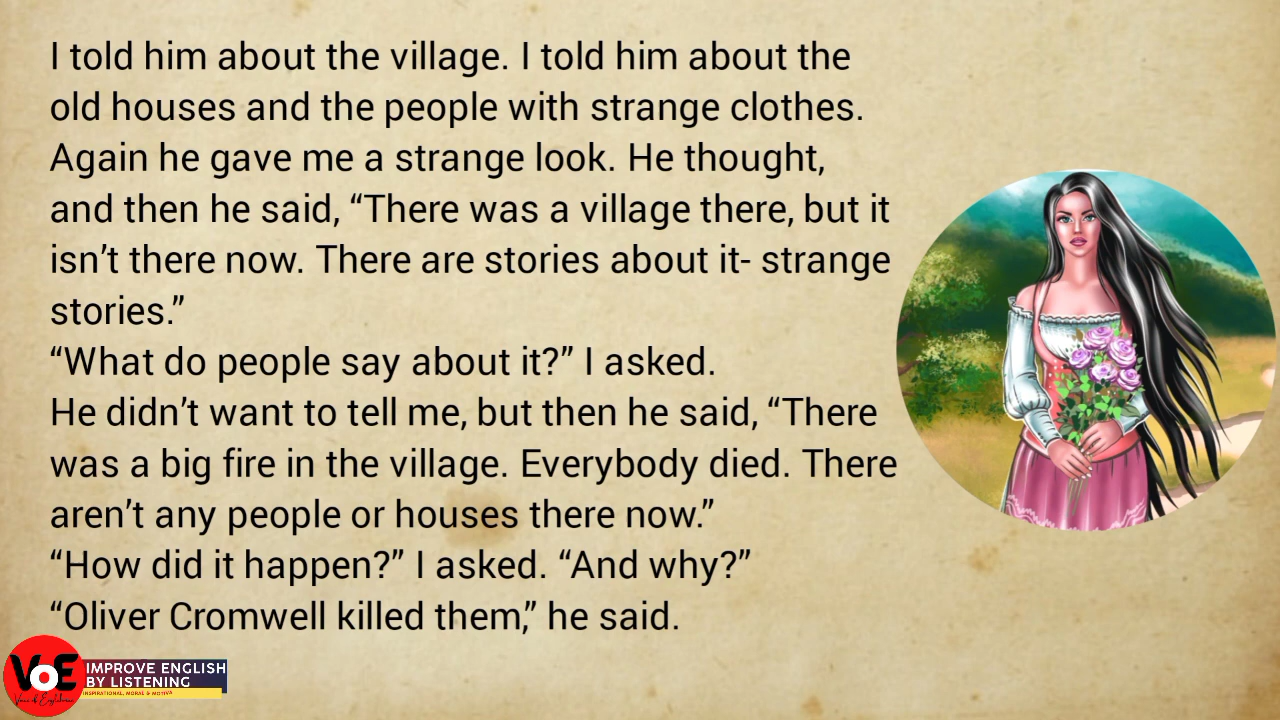 I told him about the village. I told him about the
old houses and the people with strange clothes.
Again he gave me a strange look. He thought,
and then he said, “There was a village there, but it
isn’t there now. There are stories about it- strange
stories.”
“What do people say about it?” I asked.
He didn’t want to tell me, but then he said, “There
was a big fire in the village. Everybody died. There
aren’t any people or houses there now.”
“How did it happen?” I asked. “And why?”
“Oliver Cromwell killed them,” he said.
VOE
IMPROVE ENGLISH
BY LISTENING
INSPIRATIONAL, MORAL & MOTIVA